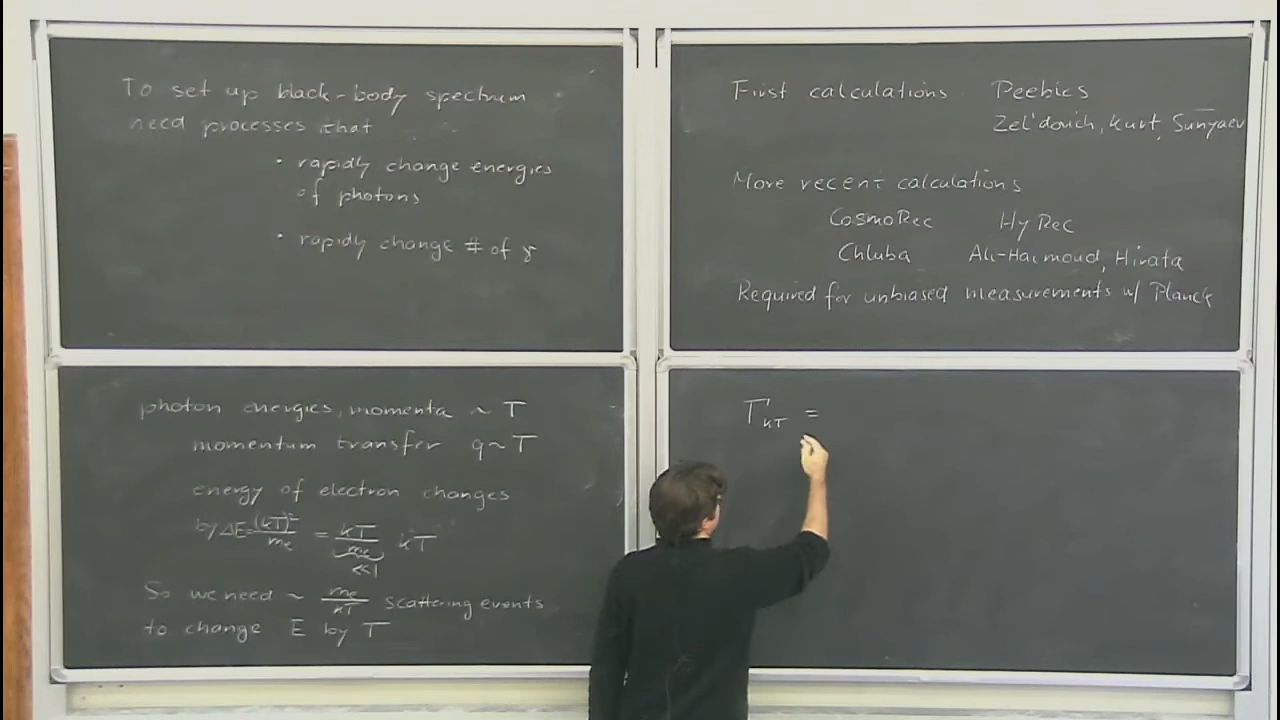 To set up black-body spectrum
need processes that
• rapidly change energies
of photons
• rapidly change # of γ
First calculations Peebles
Zel'dovich, Kurt, Sunyaev
More recent calculations
CosmoRec HyRec
Chluba Ali-Haimoud, Hirata
Required for unbiased measurements w/ Planck
photon energies, momenta ~ T
momentum transfer q~T
energy of electron changes
by ΔE=(kT)²/mₑ = kT/mₑ kT
≪1
So we need ~ mₑ/kT scattering events
to change E by T
Γ_kT =